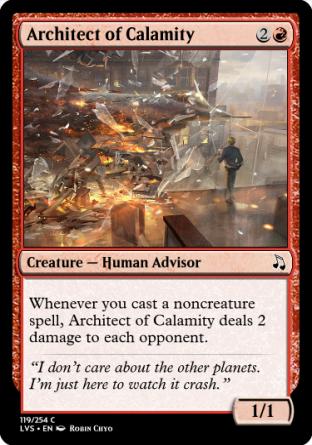 Architect of Calamity 2
Creature — Human Advisor
Whenever you cast a noncreature
spell, Architect of Calamity deals 2
damage to each opponent.
“I don’t care about the other planets.
I’m just here to watch it crash.”
1/1
119/254 C
LVS • EN Robin Chyo